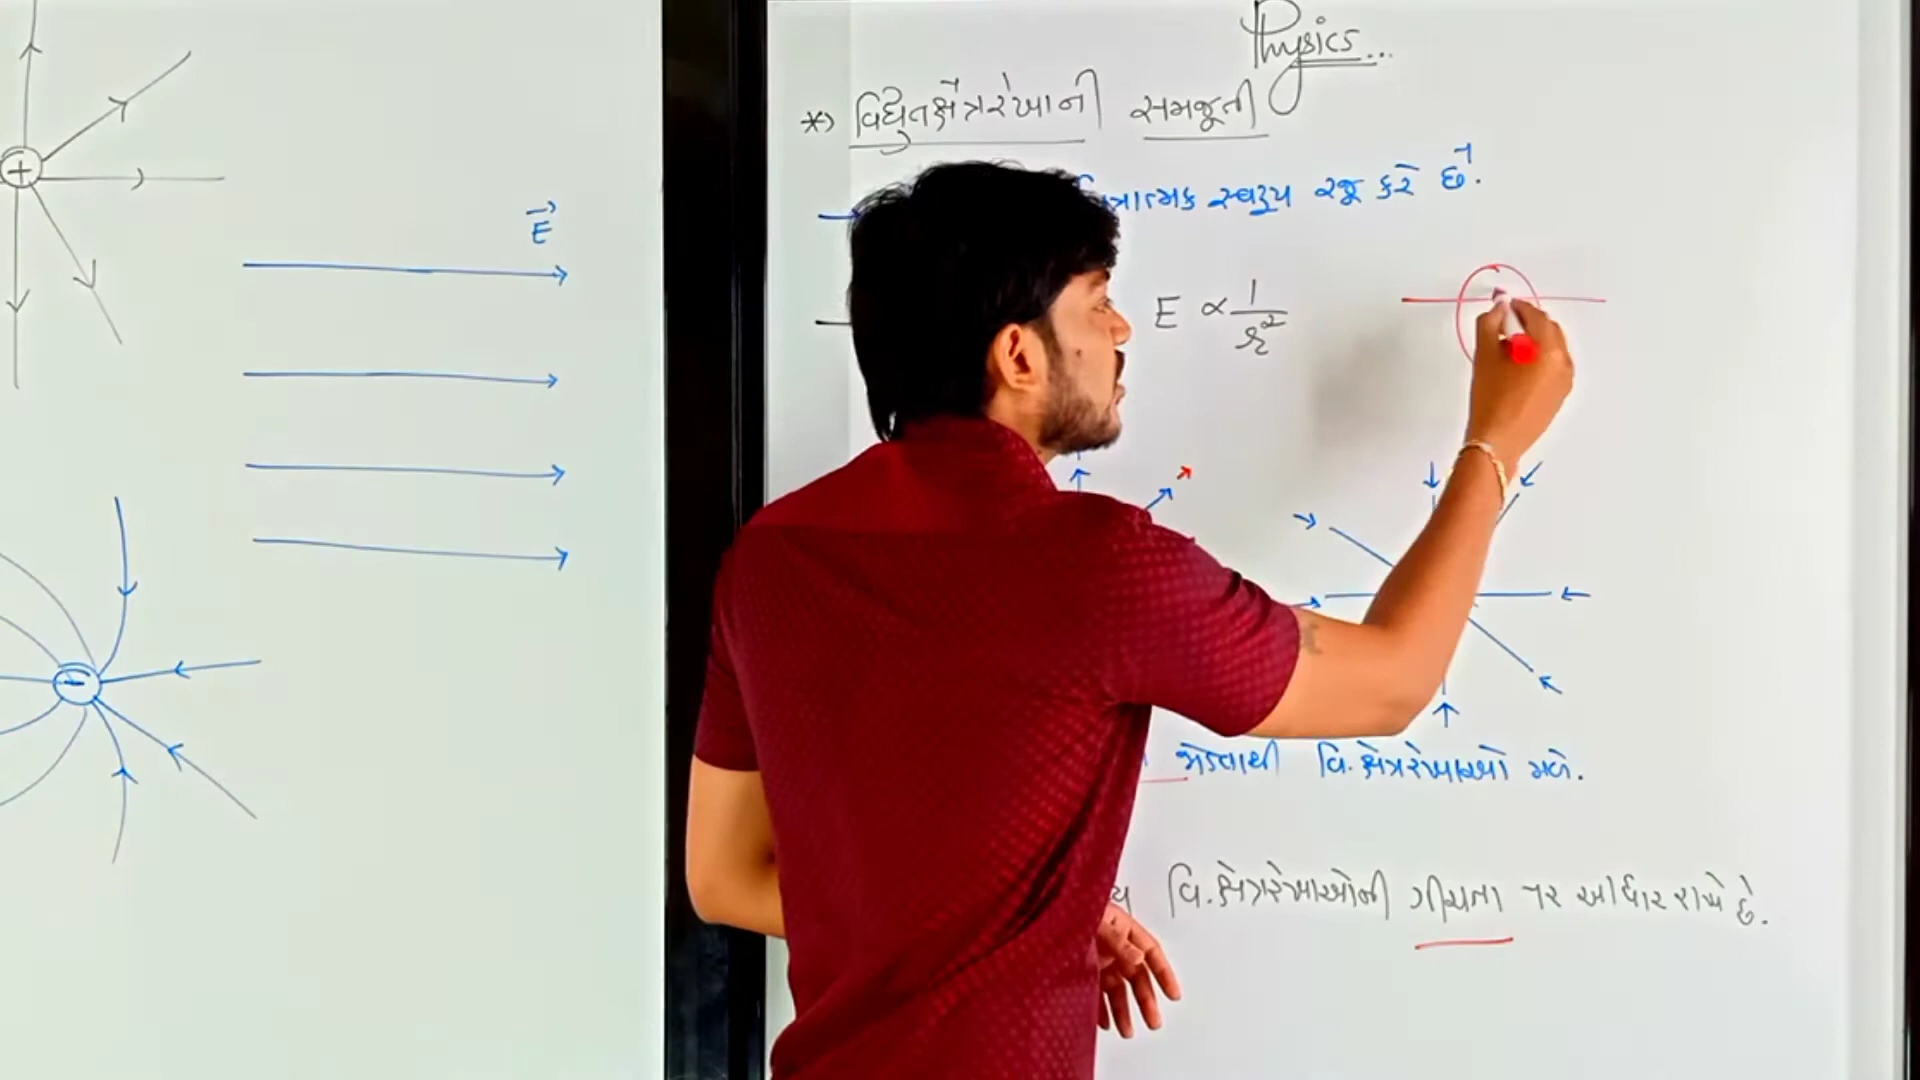 Physics...
*) વિદ્યુતક્ષેત્રરેખાની સમજૂતી
ત્રાત્મક સ્વરૂપ રજૂ કરે છે.
E ∝ 1/r²
E⃗
+
-
જોડવાથી વિ.ક્ષેત્રરેખાઓ મળે.
વિ.ક્ષેત્રરેખાઓની ગીચતા પર આધાર રાખે છે.